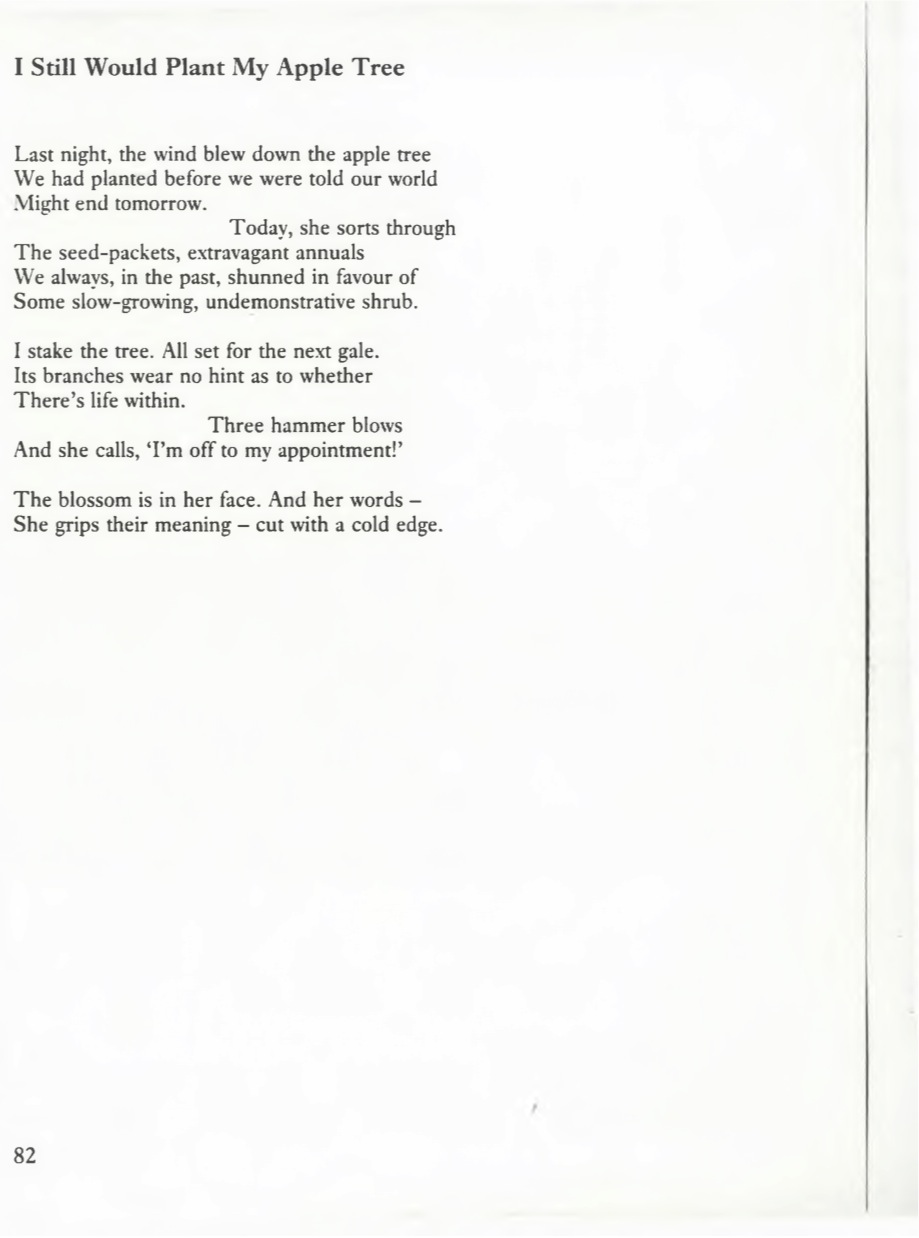 I Still Would Plant My Apple Tree
Last night, the wind blew down the apple tree
We had planted before we were told our world
Might end tomorrow.
Today, she sorts through
The seed-packets, extravagant annuals
We always, in the past, shunned in favour of
Some slow-growing, undemonstrative shrub.
I stake the tree. All set for the next gale.
Its branches wear no hint as to whether
There's life within.
Three hammer blows
And she calls, ‘I'm off to my appointment!’
The blossom is in her face. And her words –
She grips their meaning – cut with a cold edge.
82